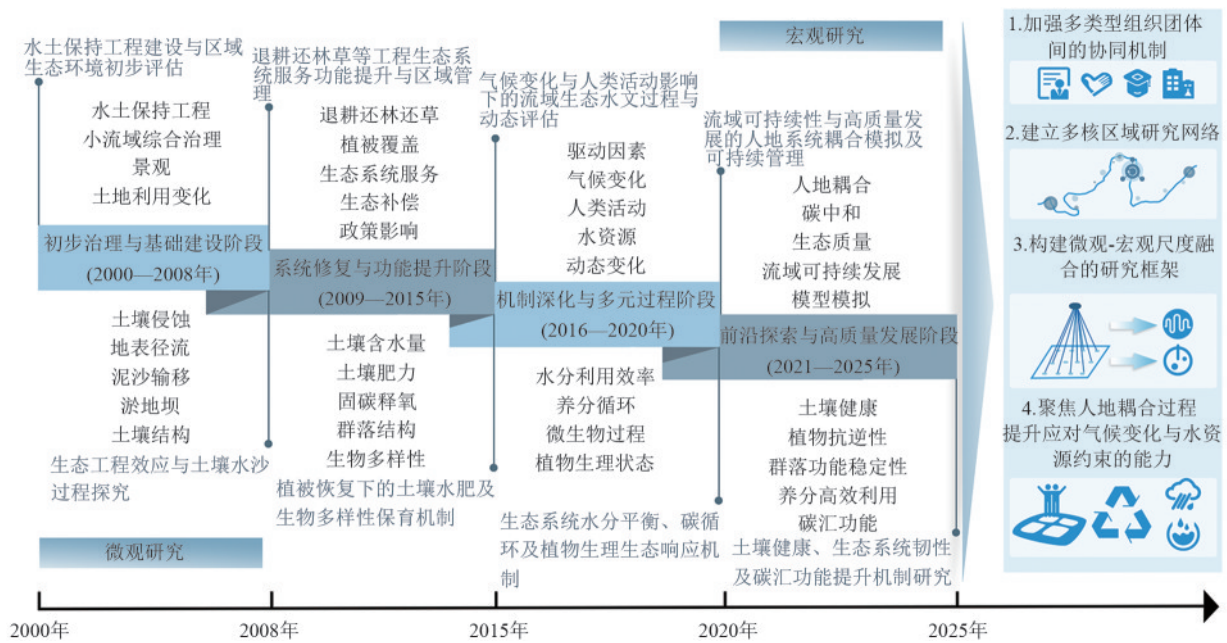 宏观研究
水土保持工程建设与区域
生态环境初步评估
水土保持工程
小流域综合治理
景观
土地利用变化
初步治理与基础建设阶段
(2000—2008年)
土壤侵蚀
地表径流
泥沙输移
淤地坝
土壤结构
生态工程效应与土壤水沙
过程探究
退耕还林草等工程生态系
统服务功能提升与区域管
理
退耕还林还草
植被覆盖
生态系统服务
生态补偿
政策影响
系统修复与功能提升阶段
(2009—2015年)
土壤含水量
土壤肥力
固碳释氧
群落结构
生物多样性
植被恢复下的土壤水肥及
生物多样性保育机制
气候变化与人类活动影响
下的流域生态水文过程与
动态评估
驱动因素
气候变化
人类活动
水资源
动态变化
机制深化与多元过程阶段
(2016—2020年)
水分利用效率
养分循环
微生物过程
植物生理状态
生态系统水分平衡、碳循
环及植物生理生态响应机
制
流域可持续性与高质量发
展的人地系统耦合模拟及
可持续管理
人地耦合
碳中和
生态质量
流域可持续发展
模型模拟
前沿探索与高质量发展阶段
(2021—2025年)
土壤健康
植物抗逆性
群落功能稳定性
养分高效利用
碳汇功能
土壤健康、生态系统韧性
及碳汇功能提升机制研究
微观研究
2000年
2008年
2015年
2020年
2025年
1.加强多类型组织团体
间的协同机制
2.建立多核区域研究网络
3.构建微观-宏观尺度融
合的研究框架
4.聚焦人地耦合过程
提升应对气候变化与水资
源约束的能力